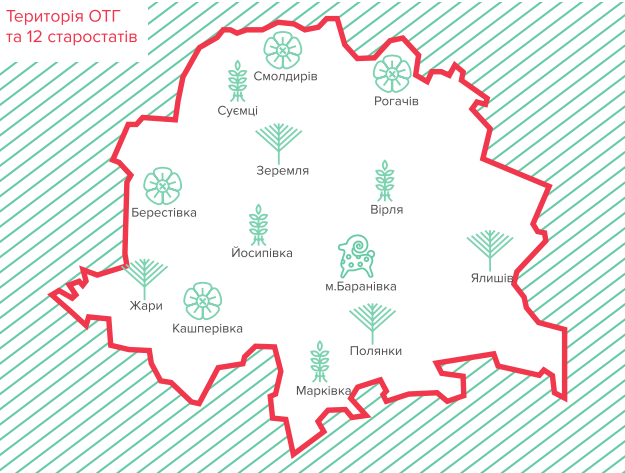 Територія ОТГ
та 12 старостатів
Смолдирів
Рогачів
Суємці
Зеремля
Берестівка
Вірля
Йосипівка
Ялишів
м.Баранівка
Жари
Кашперівка
Полянки
Марківка